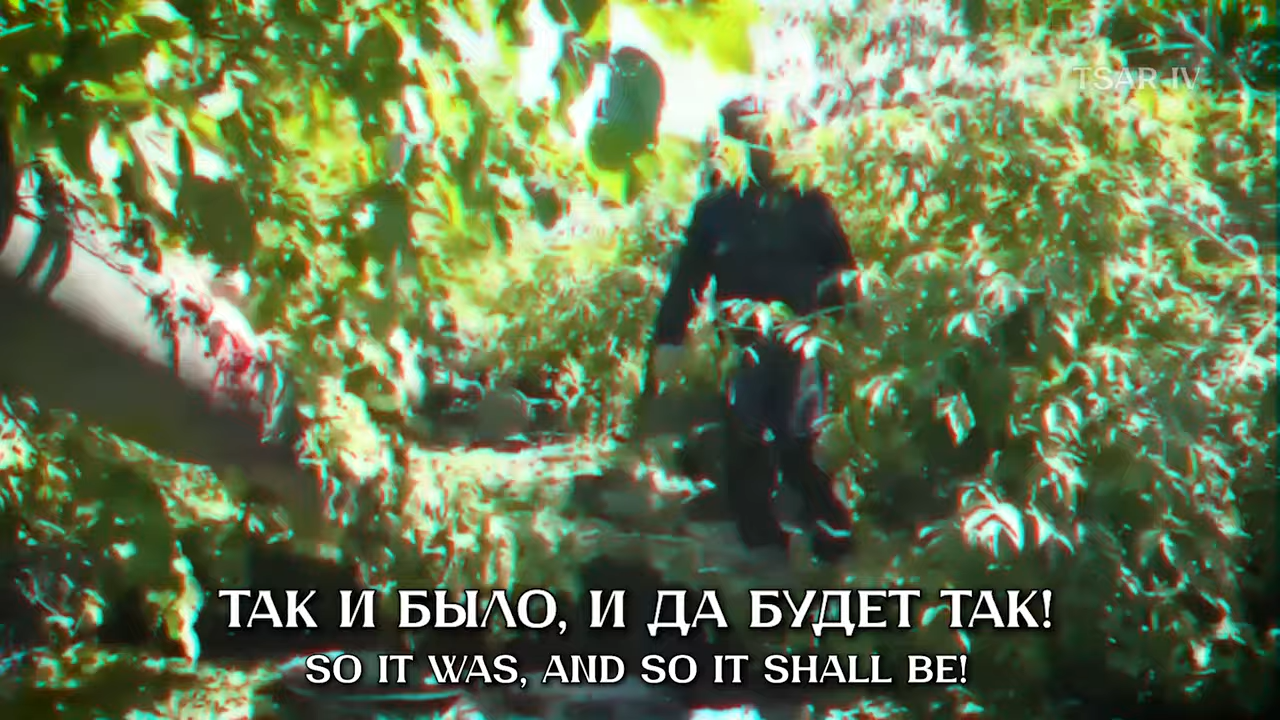 TSAR IV
ТАК И БЫЛО, И ДА БУДЕТ ТАК!
SO IT WAS, AND SO IT SHALL BE!